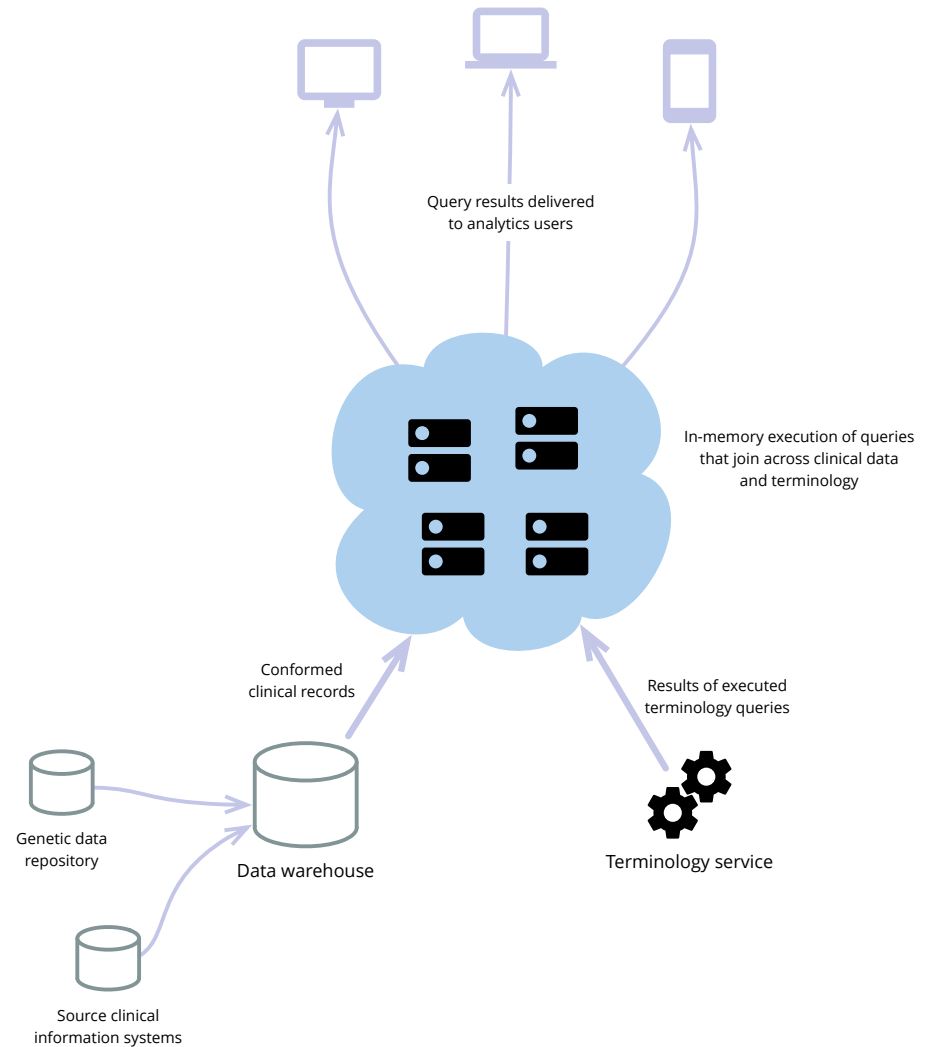 Query results delivered
to analytics users
In-memory execution of queries
that join across clinical data
and terminology
Conformed
clinical records
Results of executed
terminology queries
Genetic data
repository
Data warehouse
Terminology service
Source clinical
information systems